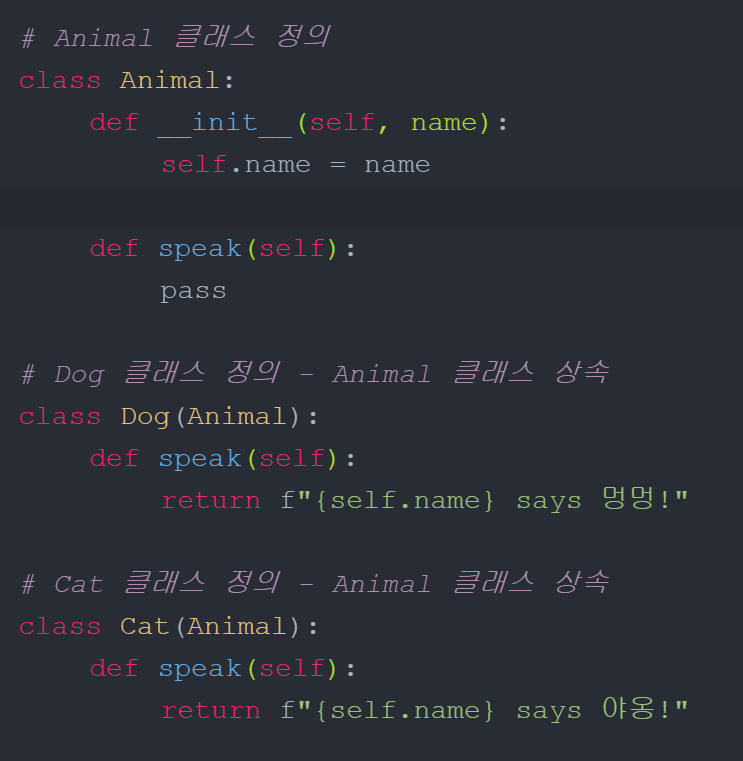 # Animal 클래스 정의
class Animal:
    def __init__(self, name):
        self.name = name
    def speak(self):
        pass
# Dog 클래스 정의 - Animal 클래스 상속
class Dog(Animal):
    def speak(self):
        return f"{self.name} says 멍멍!"
# Cat 클래스 정의 - Animal 클래스 상속
class Cat(Animal):
    def speak(self):
        return f"{self.name} says 야옹!"